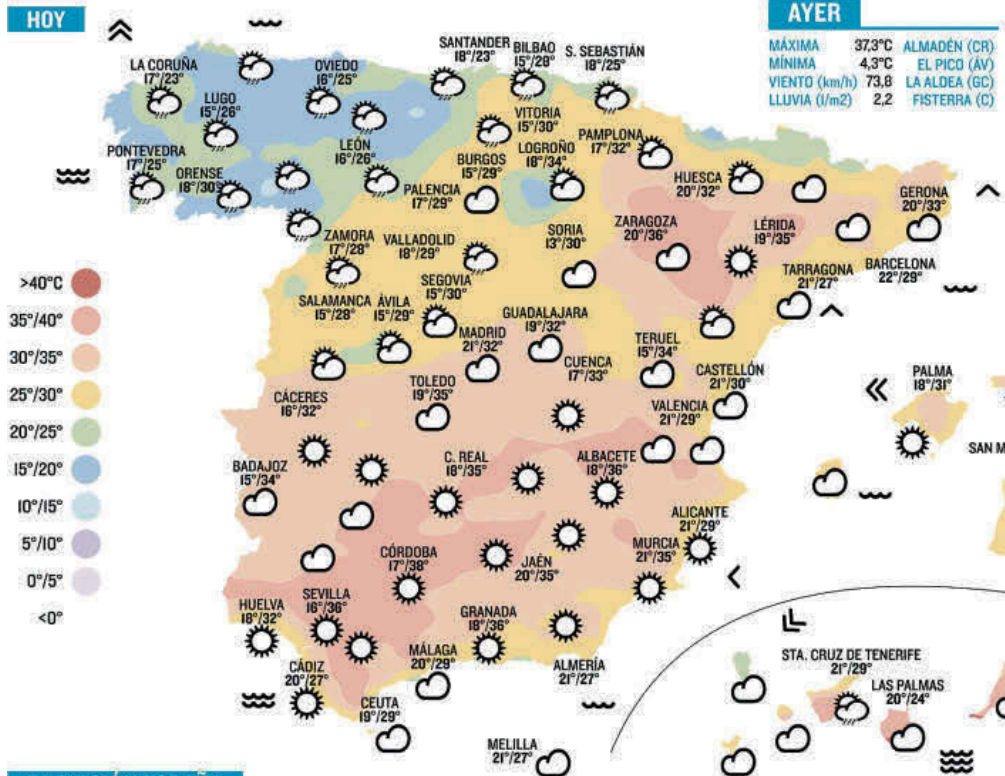 HOY
AYER
MÁXIMA 37,3°C ALMADÉN (CR)
MÍNIMA 4,3°C EL PICO (ÁV)
VIENTO (km/h) 73,8 LA ALDEA (GC)
LLUVIA (l/m2) 2,2 FISTERRA (C)
LA CORUÑA
17°/23°
LUGO
15°/26°
OVIEDO
16°/25°
SANTANDER
18°/23°
BILBAO
15°/28°
S. SEBASTIÁN
18°/25°
PONTEVEDRA
17°/25°
ORENSE
18°/30°
LEÓN
16°/26°
VITORIA
15°/30°
PAMPLONA
17°/32°
BURGOS
15°/29°
LOGROÑO
18°/34°
PALENCIA
17°/29°
HUESCA
20°/32°
GERONA
20°/33°
ZAMORA
17°/28°
VALLADOLID
18°/29°
SORIA
13°/30°
ZARAGOZA
20°/36°
LÉRIDA
19°/35°
TARRAGONA
21°/27°
BARCELONA
22°/29°
SALAMANCA
15°/28°
ÁVILA
15°/29°
SEGOVIA
15°/30°
MADRID
21°/32°
GUADALAJARA
19°/32°
CUENCA
17°/33°
TERUEL
15°/34°
CASTELLÓN
21°/30°
PALMA
18°/31°
SAN M
CÁCERES
16°/32°
TOLEDO
19°/35°
VALENCIA
21°/29°
BADAJOZ
15°/34°
C. REAL
18°/35°
ALBACETE
18°/36°
ALICANTE
21°/29°
MURCIA
21°/35°
CÓRDOBA
17°/38°
JAÉN
20°/35°
HUELVA
18°/32°
SEVILLA
16°/36°
GRANADA
18°/36°
CÁDIZ
20°/27°
MÁLAGA
20°/29°
ALMERÍA
21°/27°
CEUTA
19°/29°
MELILLA
21°/27°
STA. CRUZ DE TENERIFE
21°/29°
LAS PALMAS
20°/24°
>40°C
35°/40°
30°/35°
25°/30°
20°/25°
15°/20°
10°/15°
5°/10°
0°/5°
<0°